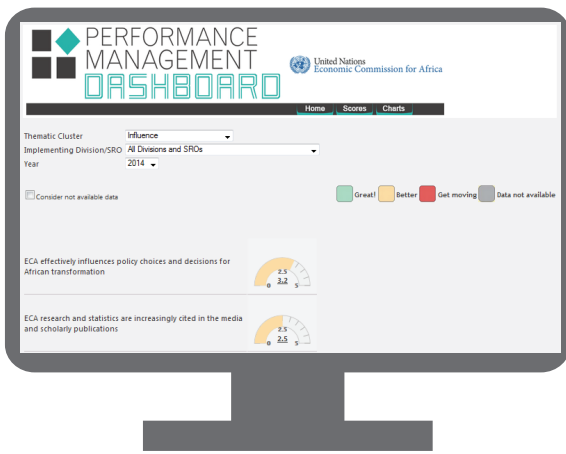 PERFORMANCE
MANAGEMENT
DASHBOARD
United Nations
Economic Commission for Africa
Home Scores Charts
Thematic Cluster Influence
Implementing Division/SRO All Divisions and SROs
Year 2014
Consider not available data
Great! Better Get moving Data not available
ECA effectively influences policy choices and decisions for
African transformation
2.5
0 3.2 5
ECA research and statistics are increasingly cited in the media
and scholarly publications
2.5
0 2.5 5